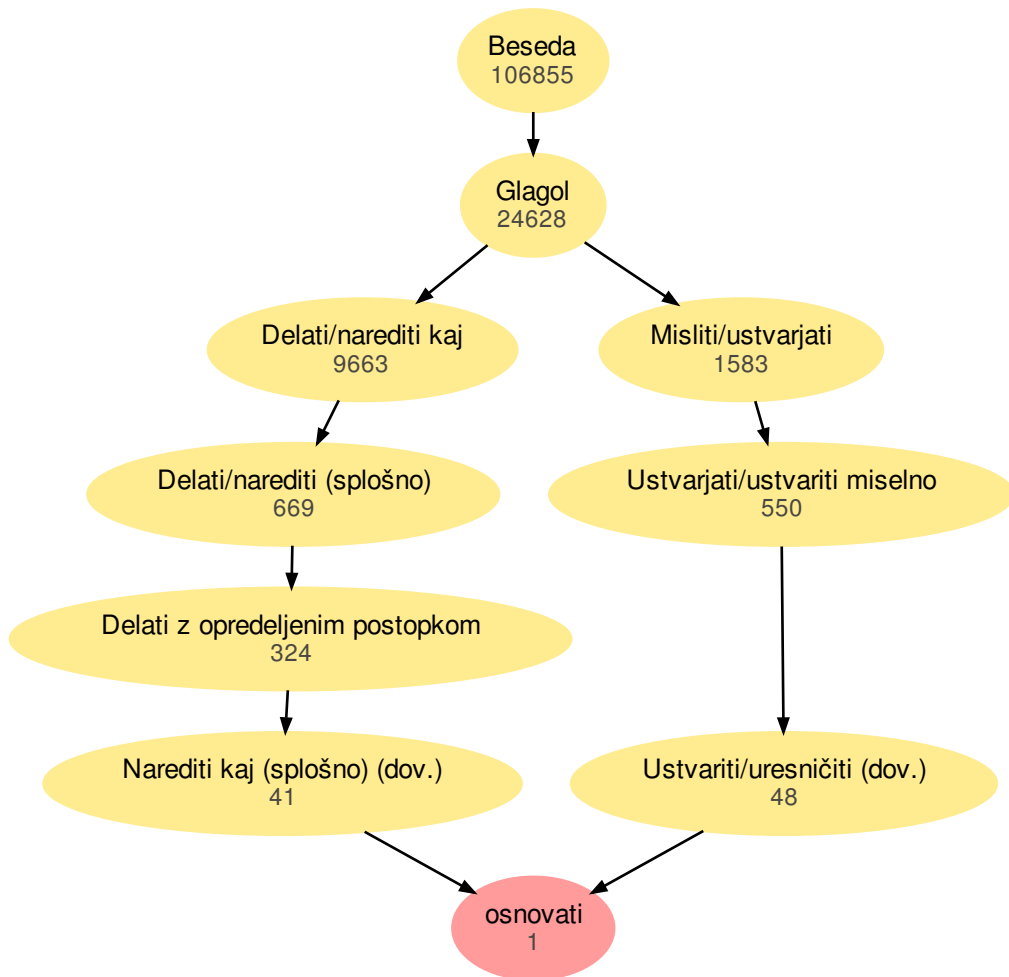 Beseda
106855
Glagol
24628
Delati/narediti kaj
9663
Misliti/ustvarjati
1583
Delati/narediti (splošno)
669
Ustvarjati/ustvariti miselno
550
Delati z opredeljenim postopkom
324
Narediti kaj (splošno) (dov.)
41
Ustvariti/uresničiti (dov.)
48
osnovati
1